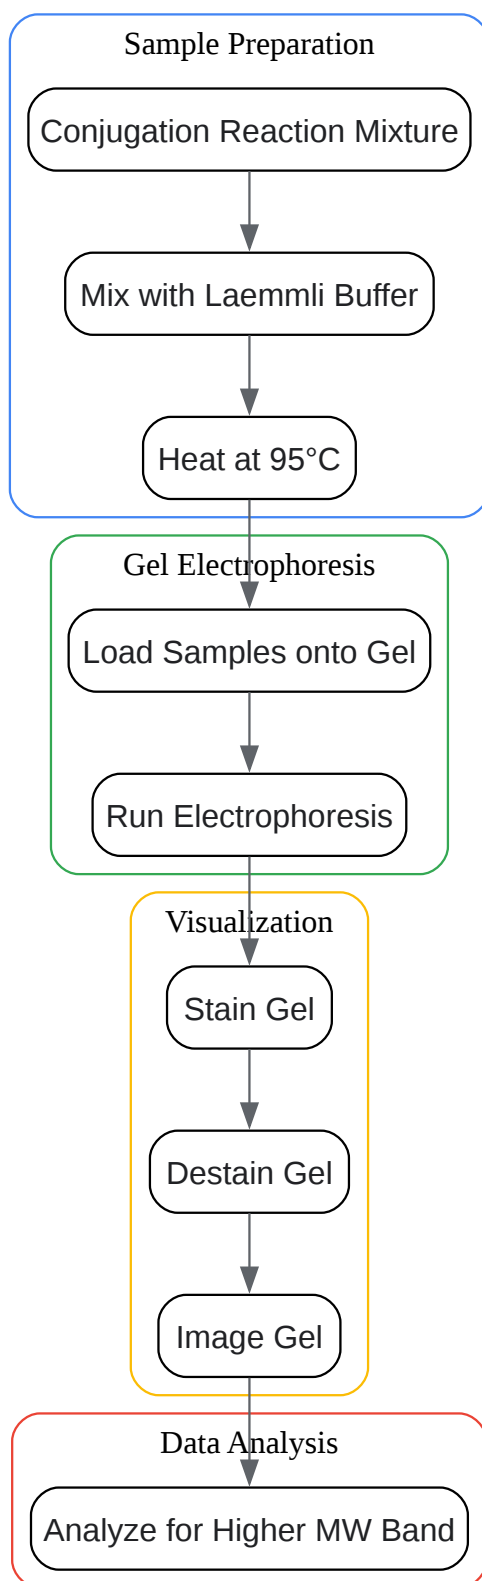 Sample Preparation
Conjugation Reaction Mixture
Mix with Laemmli Buffer
Heat at 95°C
Gel Electrophoresis
Load Samples onto Gel
Run Electrophoresis
Visualization
Stain Gel
Destain Gel
Image Gel
Data Analysis
Analyze for Higher MW Band